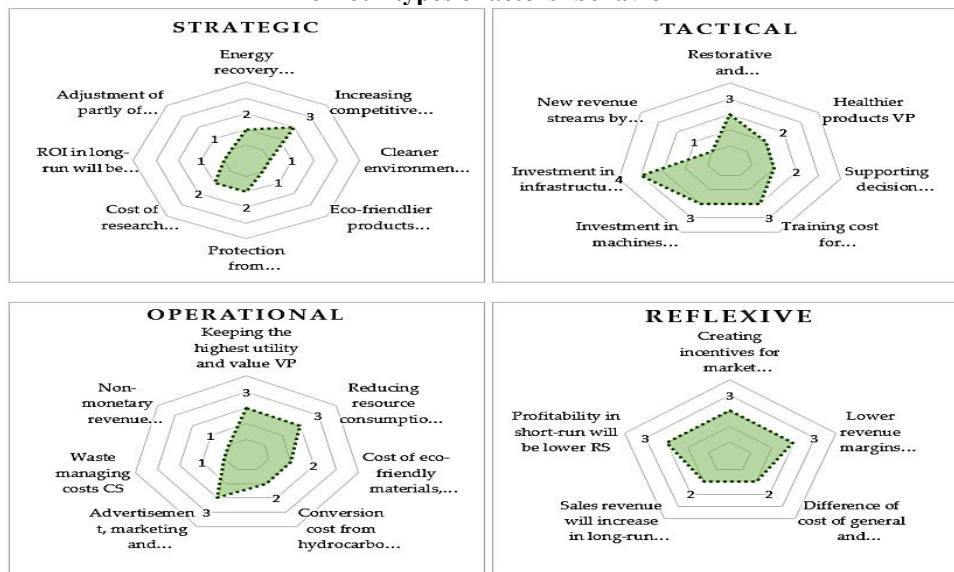 STRATEGIC
Energy
recovery...
Increasing
competitive...
Cleaner
environmen...
Eco-friendlier
products...
Protection
from...
Cost of
research...
ROI in long-
run will be...
Adjustment of
partly of...
2
3
1
1
2
2
1
1
TACTICAL
Restorative
and...
Healthier
products VP
Supporting
decision...
Training cost
for...
Investment in
machines...
Investment in
infrastructu...
New revenue
streams by...
3
2
2
3
3
4
1
OPERATIONAL
Keeping the
highest utility
and value VP
Reducing
resource
consumptio...
Cost of eco-
friendly
materials,...
Conversion
cost from
hydrocarbo...
Advertisemen
t, marketing
and...
Waste
managing
costs CS
Non-
monetary
revenue...
3
3
2
2
3
1
1
REFLEXIVE
Creating
incentives for
market...
Lower
revenue
margins...
Difference of
cost of general
and...
Sales revenue
will increase
in long-run...
Profitability in
short-run will
be lower RS
3
3
2
2
3